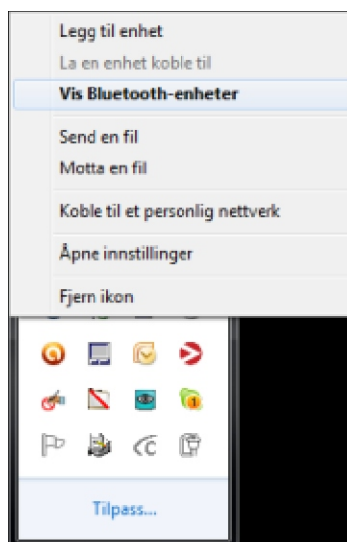 Legg til enhet
La en enhet koble til
Vis Bluetooth-enheter
Send en fil
Motta en fil
Koble til et personlig nettverk
Åpne innstillinger
Fjern ikon
Tilpass...